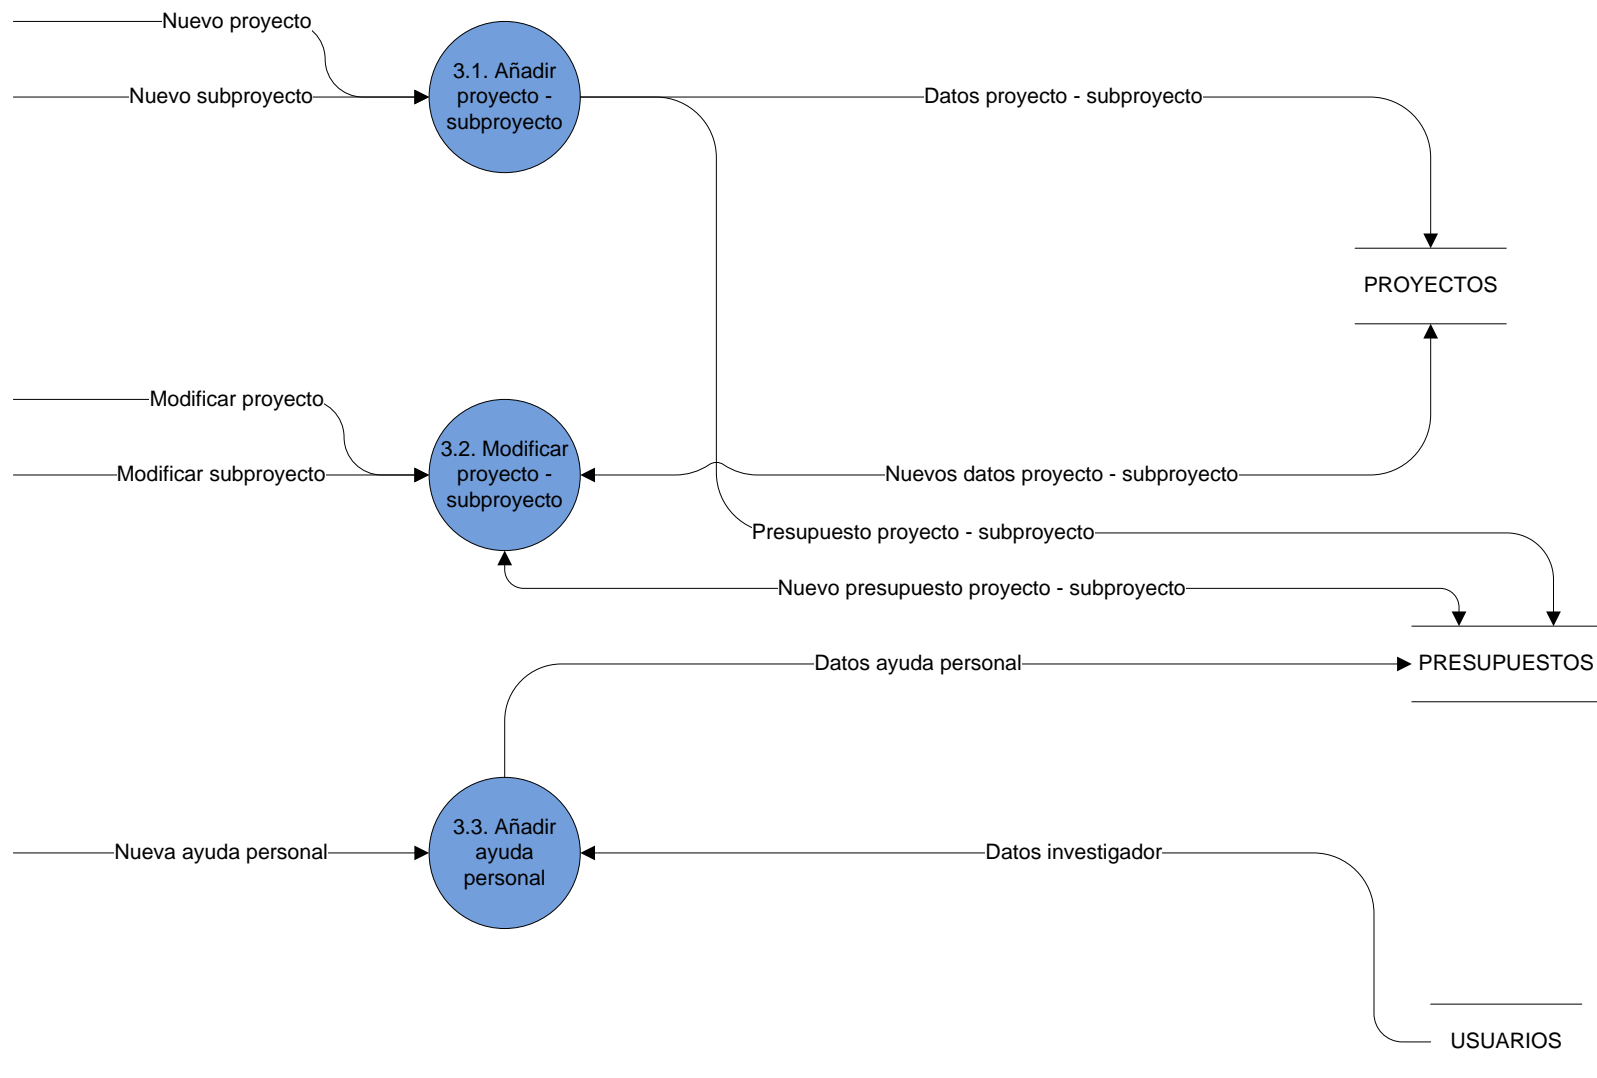 Nuevo proyecto
3.1. Añadir
proyecto -
subproyecto
Nuevo subproyecto
Datos proyecto - subproyecto
PROYECTOS
Modificar proyecto
3.2. Modificar
proyecto -
subproyecto
Modificar subproyecto
Nuevos datos proyecto - subproyecto
Presupuesto proyecto - subproyecto
Nuevo presupuesto proyecto - subproyecto
Datos ayuda personal
PRESUPUESTOS
3.3. Añadir
ayuda
personal
Nueva ayuda personal
Datos investigador
USUARIOS